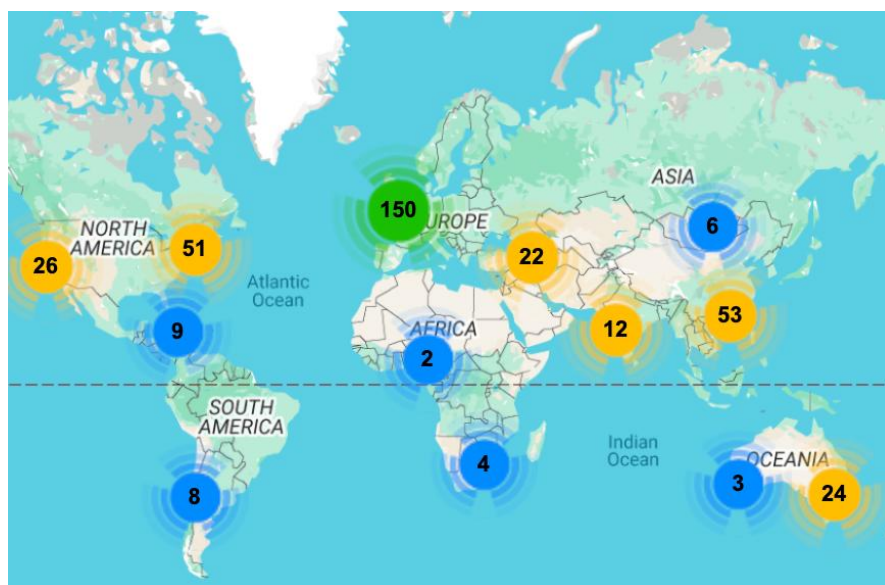 150
ASIA
NORTH
AMERICA
51
UROPE
6
26
22
Atlantic
Ocean
9
AFRICA
12
53
2
SOUTH
AMERICA
Indian
Ocean
4
OCEANIA
8
3
24